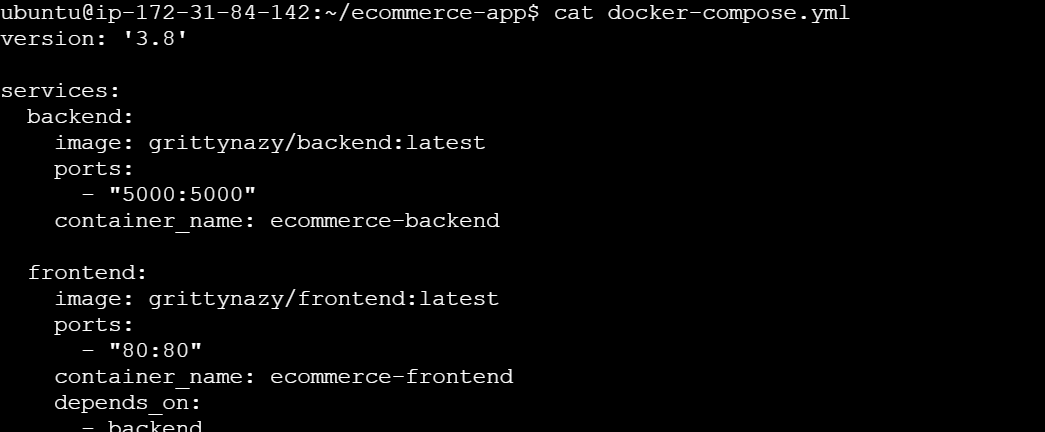 ubuntu@ip-172-31-84-142:~/ecommerce-app$ cat docker-compose.yml
version: '3.8'

services:
  backend:
    image: grittynazy/backend:latest
    ports:
      - "5000:5000"
    container_name: ecommerce-backend

  frontend:
    image: grittynazy/frontend:latest
    ports:
      - "80:80"
    container_name: ecommerce-frontend
    depends_on:
      - backend